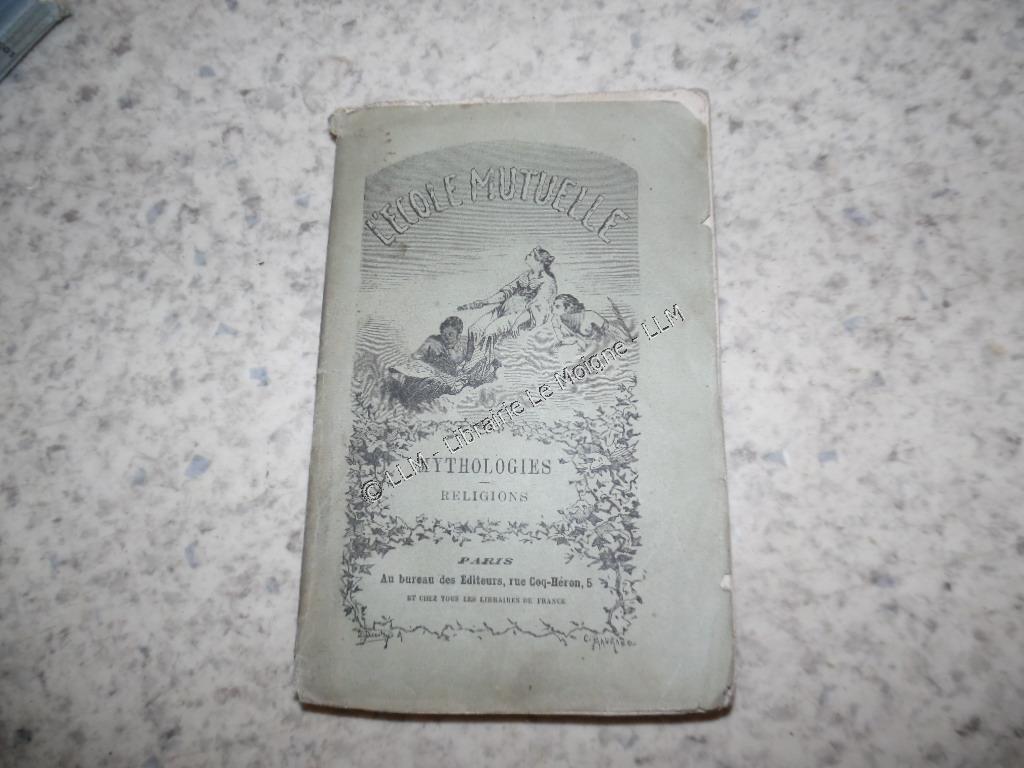 L'ÉCOLE MUTUELLE
© LLM - Librairie Le Moigne - LLM
MYTHOLOGIES
RELIGIONS
PARIS
Au bureau des Editeurs, rue Coq-Héron, 5
ET CHEZ TOUS LES LIBRAIRES DE FRANCE